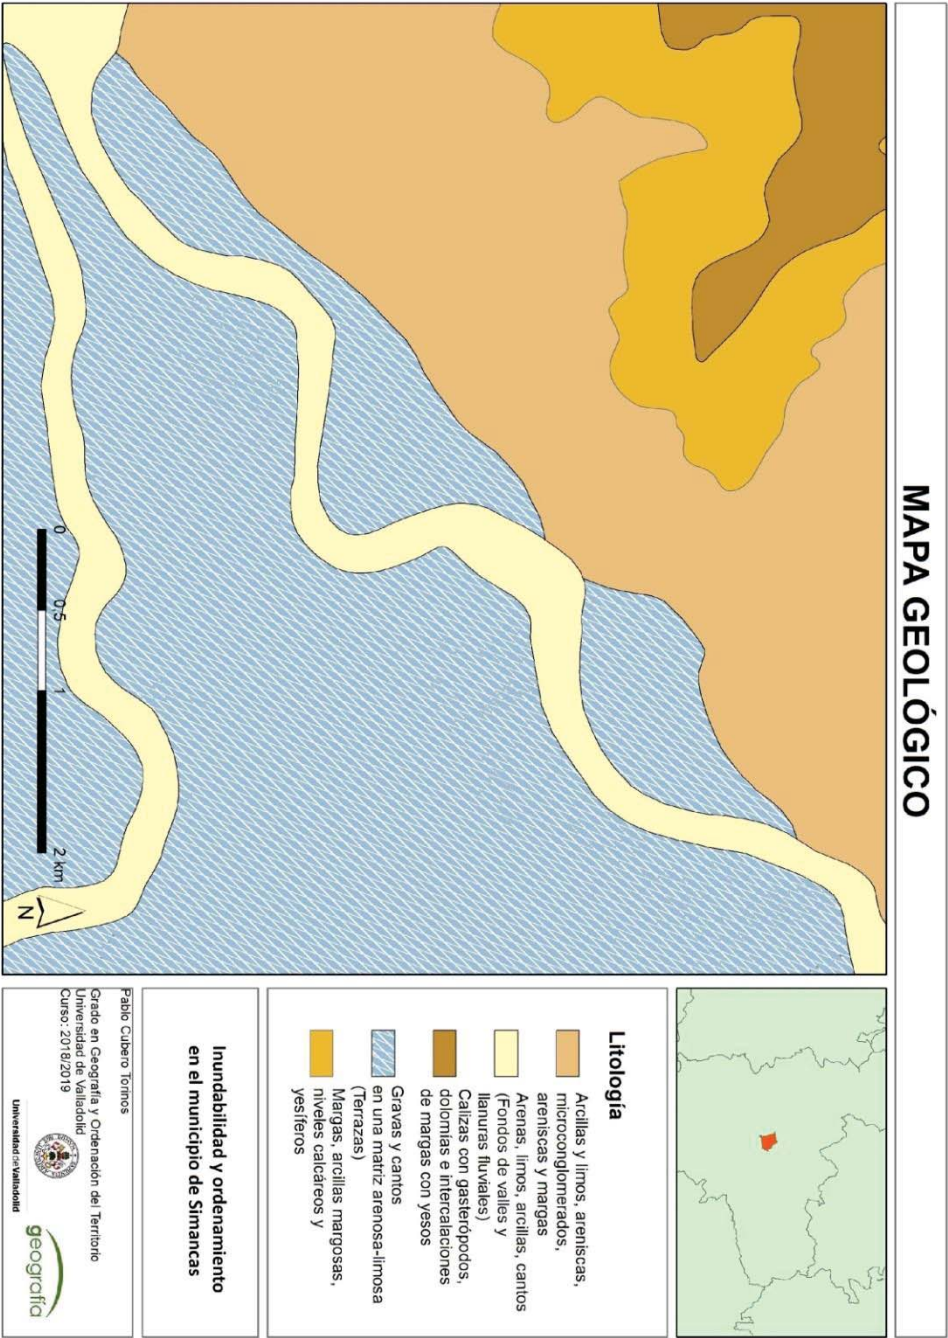 MAPA GEOLÓGICO
0
0,5
1
2 km
N
Litología
Arcillas y limos, areniscas,
microconglomerados,
areniscas y margas
Arenas, limos, arcillas, cantos
(Fondos de valles y
llanuras fluviales)
Calizas con gasterópodos,
dolomias e intercalaciones
de margas con yesos
Gravas y cantos
en una matriz arenosa-limosa
(Terrazas)
Margas, arcillas margosas,
niveles calcáreos y
yesíferos
Inundabilidad y ordenamiento
en el municipio de Simancas
Pablo Cubero Torinos
Grado en Geografía y Ordenación del Territorio
Universidad de Valladolid
Curso: 2018/2019
Universidad de Valladolid
geografía